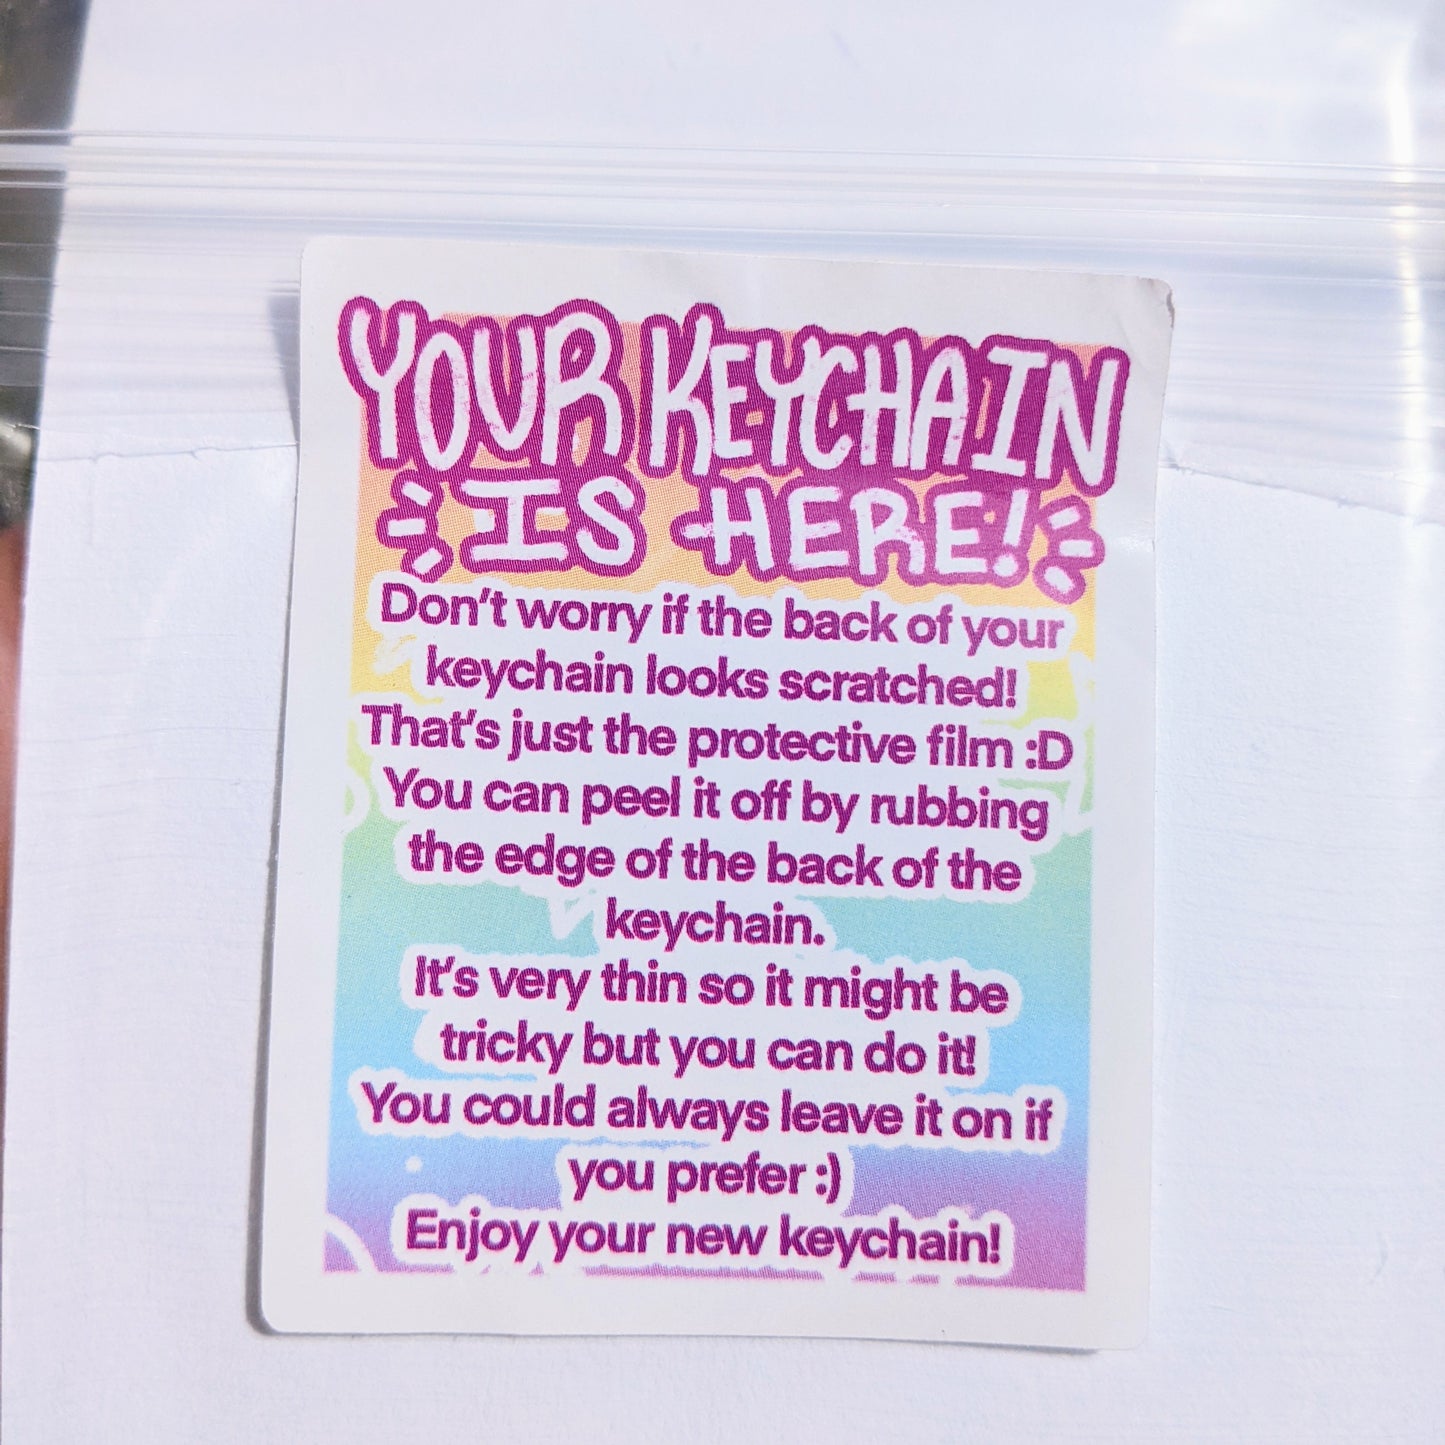 YOUR KEYCHAIN
IS HERE!
Don't worry if the back of your
keychain looks scratched!
That's just the protective film :D
You can peel it off by rubbing
the edge of the back of the
keychain.
It's very thin so it might be
tricky but you can do it!
You could always leave it on if
you prefer :)
Enjoy your new keychain!